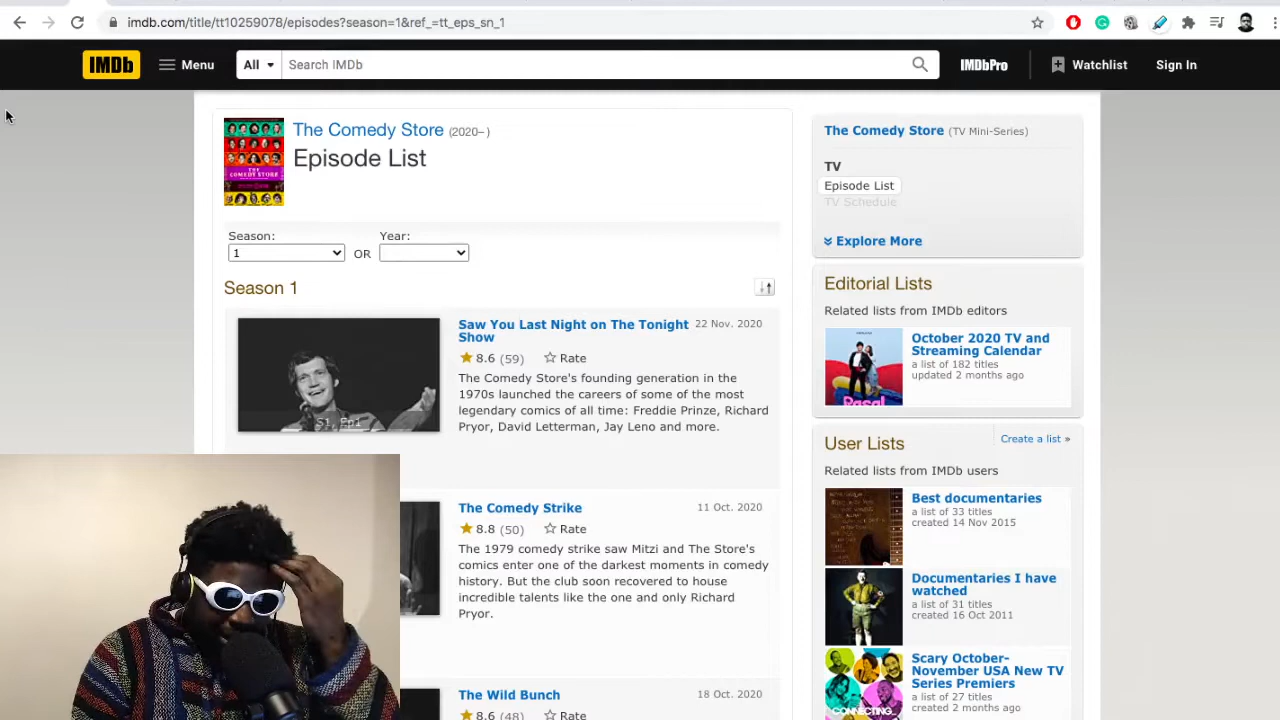 imdb.com/title/tt10259078/episodes?season=1&ref_=tt_eps_sn_1
IMDb
Menu
All
Search IMDb
IMDbPro
Watchlist
Sign In
THE
COMEDY STORE
The Comedy Store (2020– )
Episode List
Season:
1
OR
Year:
Season 1
S1, Ep1
Saw You Last Night on The Tonight
Show
22 Nov. 2020
8.6 (59)
Rate
The Comedy Store's founding generation in the
1970s launched the careers of some of the most
legendary comics of all time: Freddie Prinze, Richard
Pryor, David Letterman, Jay Leno and more.
The Comedy Strike
11 Oct. 2020
8.8 (50)
Rate
The 1979 comedy strike saw Mitzi and The Store's
comics enter one of the darkest moments in comedy
history. But the club soon recovered to house
incredible talents like the one and only Richard
Pryor.
The Wild Bunch
18 Oct. 2020
8.6 (48)
Rate
The Comedy Store (TV Mini-Series)
TV
Episode List
TV Schedule
Explore More
Editorial Lists
Related lists from IMDb editors
October 2020 TV and
Streaming Calendar
a list of 182 titles
updated 2 months ago
User Lists
Create a list »
Related lists from IMDb users
Best documentaries
a list of 33 titles
created 14 Nov 2015
Documentaries I have
watched
a list of 31 titles
created 16 Oct 2011
Scary October-
November USA New TV
Series Premiers
a list of 27 titles
created 2 months ago
CONNECTING...